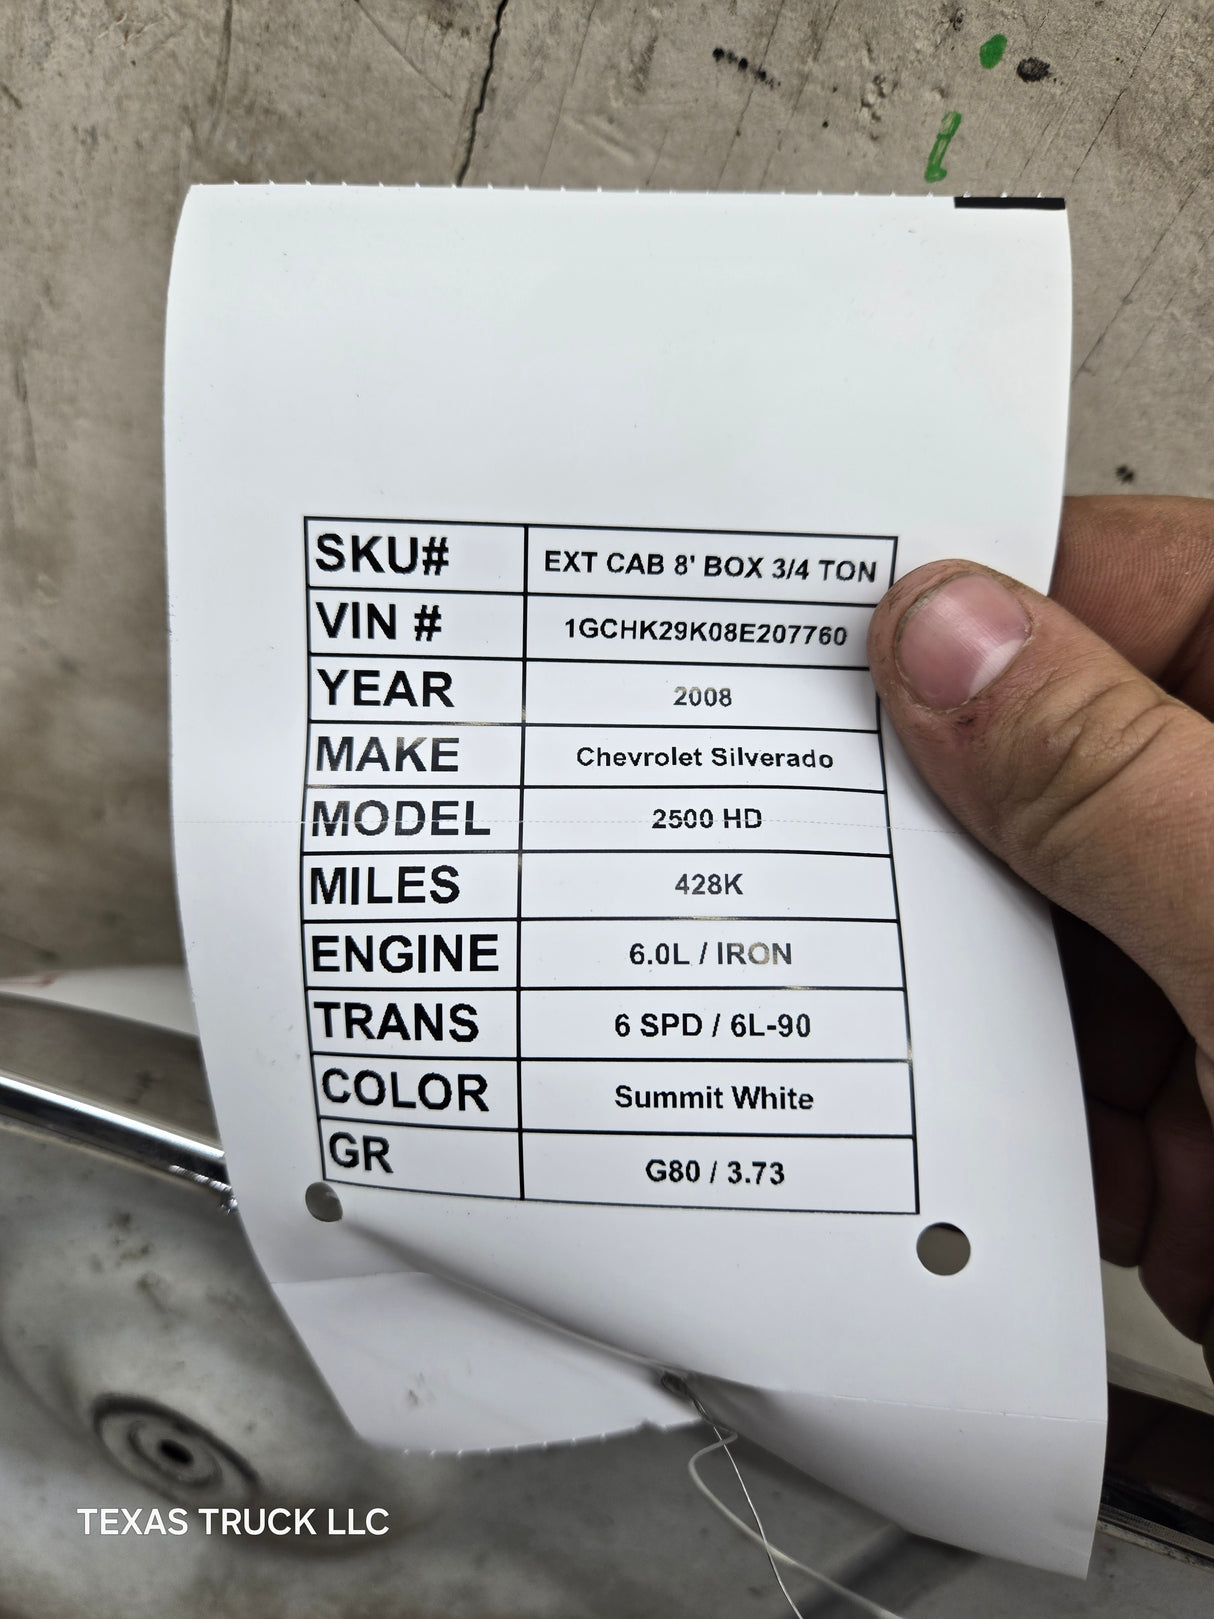 SKU# EXT CAB 8' BOX 3/4 TON
VIN # 1GCHK29K08E207760
YEAR 2008
MAKE Chevrolet Silverado
MODEL 2500 HD
MILES 428K
ENGINE 6.0L / IRON
TRANS 6 SPD / 6L-90
COLOR Summit White
GR G80 / 3.73
TEXAS TRUCK LLC